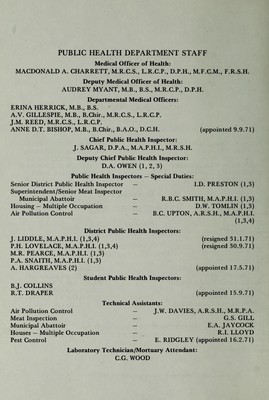 PUBLIC HEALTH DEPARTMENT STAFF
Medical Officer of Health:
MACDONALD A. CHARRETT, M.R.C.S., L.R.C.P., D.P.H., M.F.C.M., F.R.S.H.
Deputy Medical Officer of Health:
AUDREY MYANT, M.B., B.S., M.R.C.P., D.P.H.
Departmental Medical Officers:
ERINA HERRICK, M.B., B.S.
A.V. GILLESPIE, M.B., B.Chir., M.R.C.S., L.R.C.P.
J.M. REED, M.R.C.S., L.R.C.P.
ANNE D.T. BISHOP, M.B., B.Chir., B.A.O., D.C.H. (appointed 9.9.71)
Chief Public Health Inspector:
J. SAGAR, D.P.A., M.A.P.H.I., M.R.S.H.
Deputy Chief Public Health Inspector:
D.A. OWEN (1, 2, 3)
Public Health Inspectors – Special Duties:
Senior District Public Health Inspector – I.D. PRESTON (1,3)
Superintendent/Senior Meat Inspector
Municipal Abattoir – R.B.C. SMITH, M.A.P.H.I. (1,3)
Housing – Multiple Occupation – D.W. TOMLIN (1,3)
Air Pollution Control – B.C. UPTON, A.R.S.H., M.A.P.H.I.
(1,3,4)
District Public Health Inspectors:
J. LIDDLE, M.A.P.H.I. (1,3,4) (resigned 31.1.71)
P.H. LOVELACE, M.A.P.H.I. (1,3,4) (resigned 30.9.71)
M.R. PEARCE, M.A.P.H.I. (1,3)
P.A. SNAITH, M.A.P.H.I. (1,3)
A. HARGREAVES (2) (appointed 17.5.71)
Student Public Health Inspectors:
B.J. COLLINS
R.T. DRAPER (appointed 15.9.71)
Technical Assistants:
Air Pollution Control – J.W. DAVIES, A.R.S.H., M.R.P.A.
Meat Inspection – G.S. GILL
Municipal Abattoir – E.A. JAYCOCK
Houses – Multiple Occupation – R.I. LLOYD
Pest Control – E. RIDGLEY (appointed 16.2.71)
Laboratory Technician/Mortuary Attendant:
C.G. WOOD